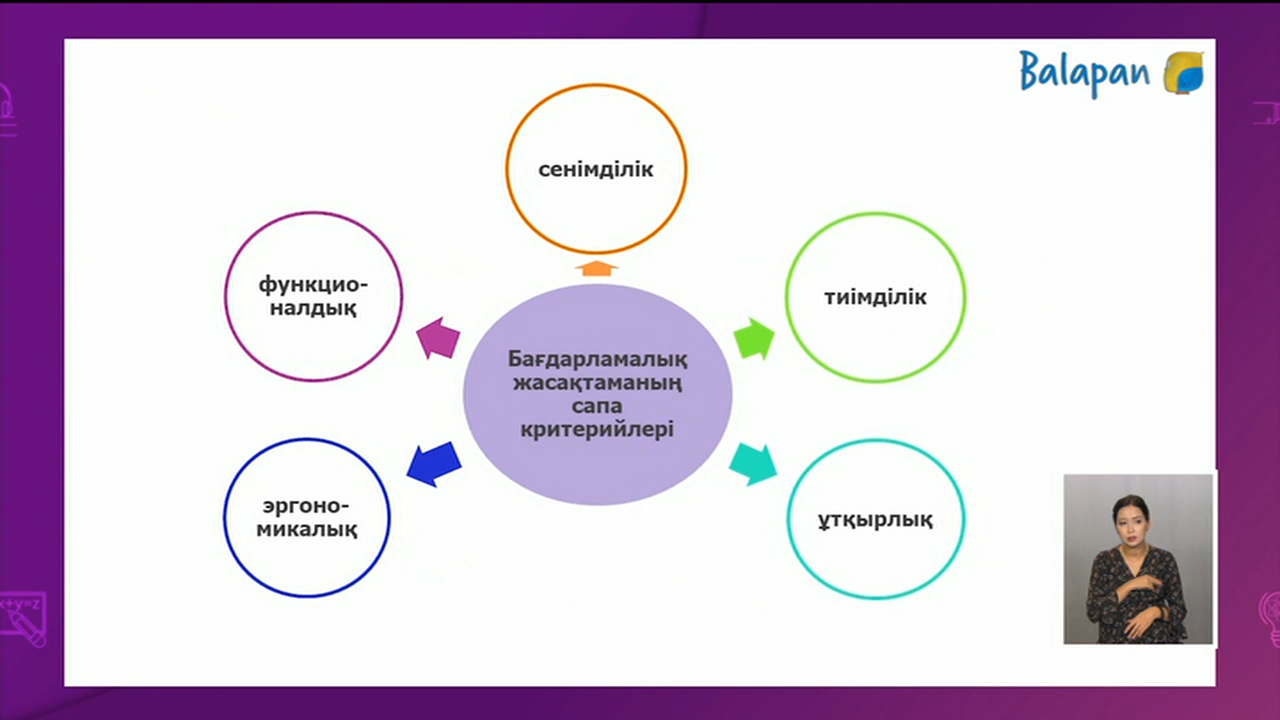 Balapan
сенімділік
функцио-
налдық
тиімділік
Бағдарламалық
жасақтаманың
сапа
критерийлері
эргоно-
микалық
ұтқырлық
x+y=z